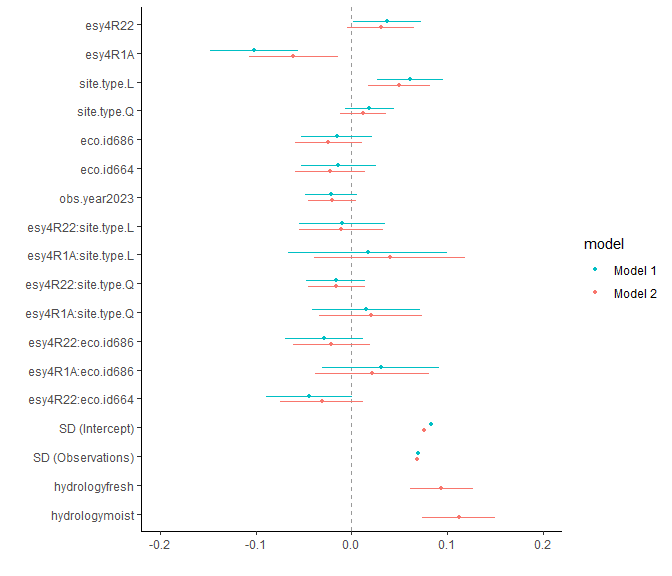 esy4R22
esy4R1A
site.type.L
site.type.Q
eco.id686
eco.id664
obs.year2023
esy4R22:site.type.L
esy4R1A:site.type.L
esy4R22:site.type.Q
esy4R1A:site.type.Q
esy4R22:eco.id686
esy4R1A:eco.id686
esy4R22:eco.id664
SD (Intercept)
SD (Observations)
hydrologyfresh
hydrologymoist
-0.2 -0.1 0.0 0.1 0.2
model
Model 1
Model 2